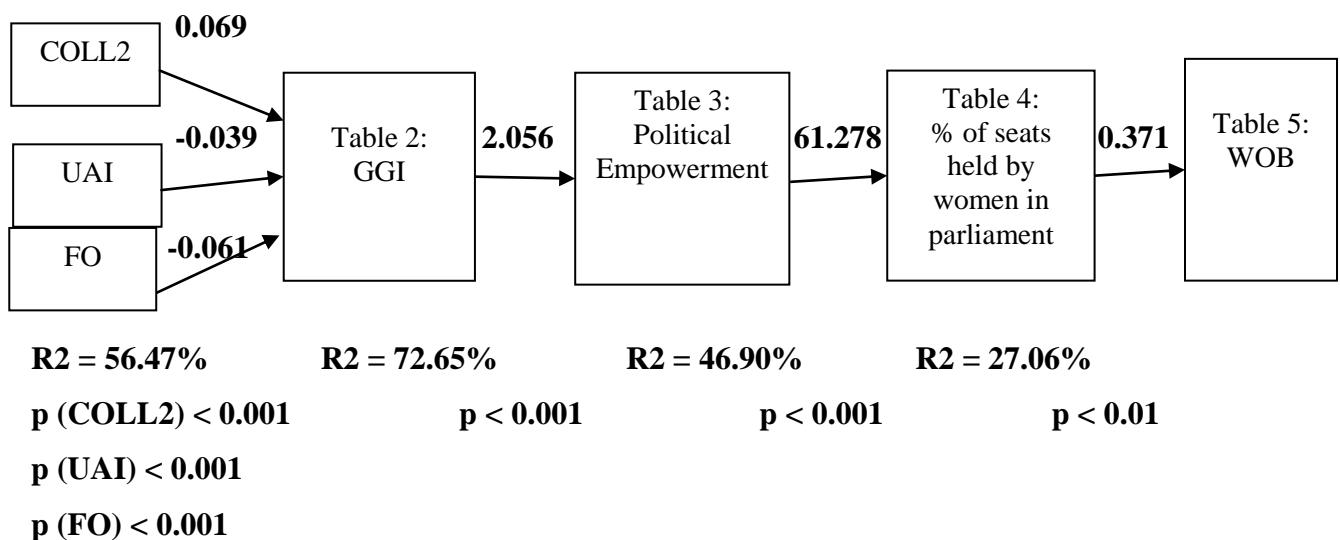 0.069
COLL2
-0.039
UAI
-0.061
FO
Table 2:
GGI
2.056
Table 3:
Political
Empowerment
61.278
Table 4:
% of seats
held by
women in
parliament
0.371
Table 5:
WOB
R2 = 56.47% R2 = 72.65% R2 = 46.90% R2 = 27.06%
p (COLL2) < 0.001 p < 0.001 p < 0.001 p < 0.01
p (UAI) < 0.001
p (FO) < 0.001